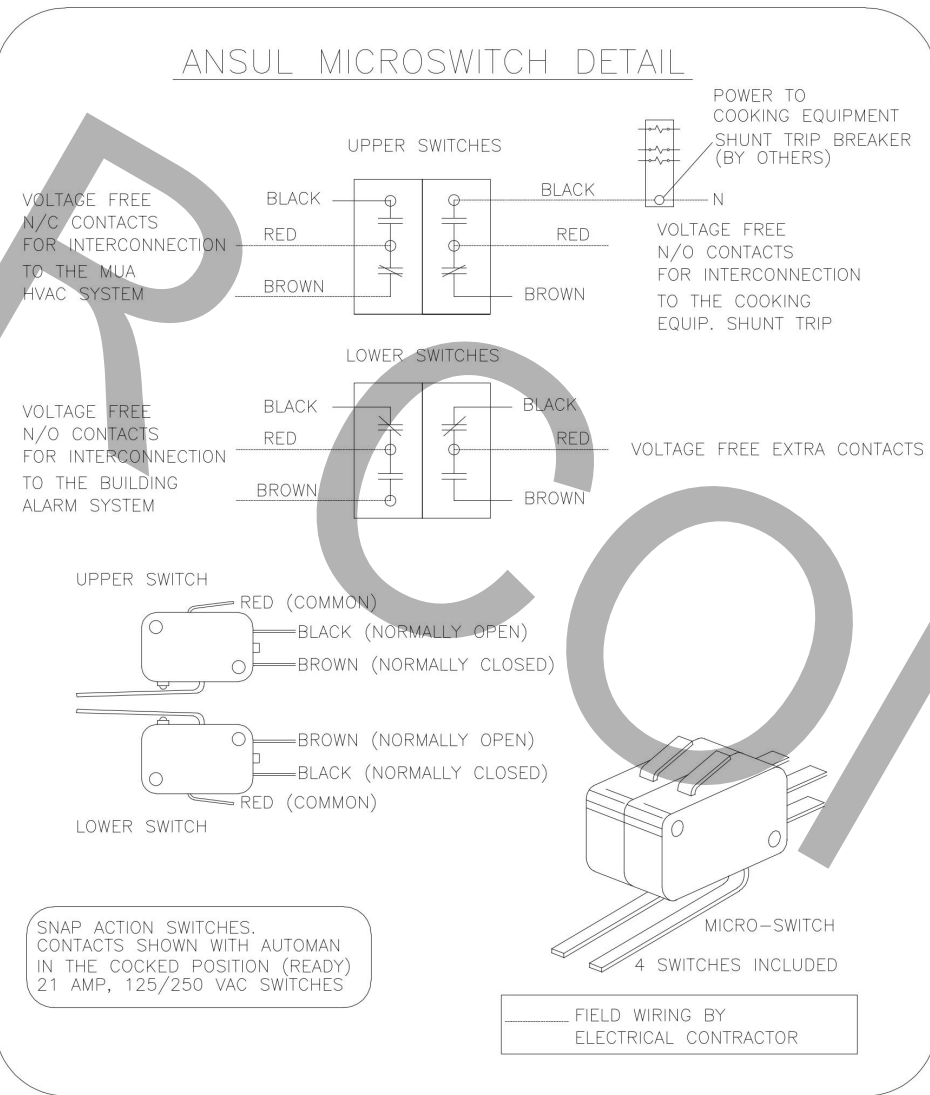 ANSUL MICROSWITCH DETAIL
POWER TO
COOKING EQUIPMENT
SHUNT TRIP BREAKER
(BY OTHERS)
N
UPPER SWITCHES
VOLTAGE FREE
N/C CONTACTS
FOR INTERCONNECTION
TO THE MUA
HVAC SYSTEM
BLACK
RED
BROWN
BLACK
RED
BROWN
VOLTAGE FREE
N/O CONTACTS
FOR INTERCONNECTION
TO THE COOKING
EQUIP. SHUNT TRIP
LOWER SWITCHES
VOLTAGE FREE
N/O CONTACTS
FOR INTERCONNECTION
TO THE BUILDING
ALARM SYSTEM
BLACK
RED
BROWN
BLACK
RED
BROWN
VOLTAGE FREE EXTRA CONTACTS
UPPER SWITCH
RED (COMMON)
BLACK (NORMALLY OPEN)
BROWN (NORMALLY CLOSED)
BROWN (NORMALLY OPEN)
BLACK (NORMALLY CLOSED)
RED (COMMON)
LOWER SWITCH
SNAP ACTION SWITCHES.
CONTACTS SHOWN WITH AUTOMAN
IN THE COCKED POSITION (READY)
21 AMP, 125/250 VAC SWITCHES
MICRO-SWITCH
4 SWITCHES INCLUDED
FIELD WIRING BY
ELECTRICAL CONTRACTOR